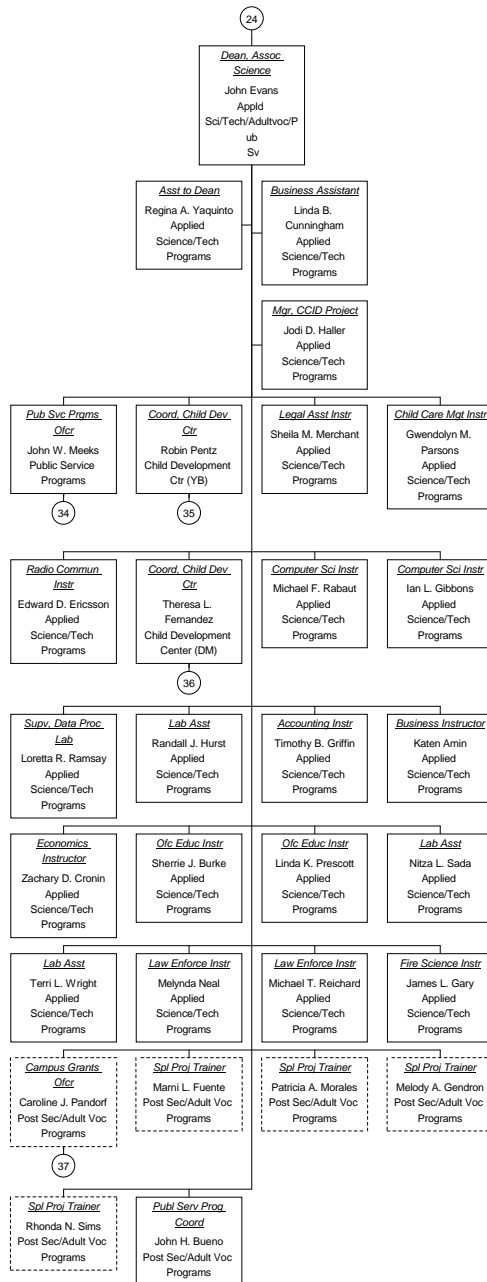 24
Dean, Assoc
Science
John Evans
Appld
Sci/Tech/Adultvoc/P
ub
Sv
Asst to Dean
Regina A. Yaquinto
Applied
Science/Tech
Programs
Business Assistant
Linda B.
Cunningham
Applied
Science/Tech
Programs
Mgr, CCID Project
Jodi D. Haller
Applied
Science/Tech
Programs
Pub Svc Prgms
Ofcr
John W. Meeks
Public Service
Programs
34
Coord, Child Dev
Ctr
Robin Pentz
Child Development
Ctr (YB)
35
Legal Asst Instr
Sheila M. Merchant
Applied
Science/Tech
Programs
Child Care Mgt Instr
Gwendolyn M.
Parsons
Applied
Science/Tech
Programs
Radio Commun
Instr
Edward D. Ericsson
Applied
Science/Tech
Programs
Coord, Child Dev
Ctr
Theresa L.
Fernandez
Child Development
Center (DM)
36
Computer Sci Instr
Michael F. Rabaut
Applied
Science/Tech
Programs
Computer Sci Instr
Ian L. Gibbons
Applied
Science/Tech
Programs
Supv, Data Proc
Lab
Loretta R. Ramsay
Applied
Science/Tech
Programs
Lab Asst
Randall J. Hurst
Applied
Science/Tech
Programs
Accounting Instr
Timothy B. Griffin
Applied
Science/Tech
Programs
Business Instructor
Katen Amin
Applied
Science/Tech
Programs
Economics
Instructor
Zachary D. Cronin
Applied
Science/Tech
Programs
Ofc Educ Instr
Sherrie J. Burke
Applied
Science/Tech
Programs
Ofc Educ Instr
Linda K. Prescott
Applied
Science/Tech
Programs
Lab Asst
Nitza L. Sada
Applied
Science/Tech
Programs
Lab Asst
Terri L. Wright
Applied
Science/Tech
Programs
Law Enforce Instr
Melynda Neal
Applied
Science/Tech
Programs
Law Enforce Instr
Michael T. Reichard
Applied
Science/Tech
Programs
Fire Science Instr
James L. Gary
Applied
Science/Tech
Programs
Campus Grants
Ofcr
Caroline J. Pandorf
Post Sec/Adult Voc
Programs
37
Spl Proj Trainer
Marni L. Fuente
Post Sec/Adult Voc
Programs
Spl Proj Trainer
Patricia A. Morales
Post Sec/Adult Voc
Programs
Spl Proj Trainer
Melody A. Gendron
Post Sec/Adult Voc
Programs
Spl Proj Trainer
Rhonda N. Sims
Post Sec/Adult Voc
Programs
Publ Serv Prog
Coord
John H. Bueno
Post Sec/Adult Voc
Programs